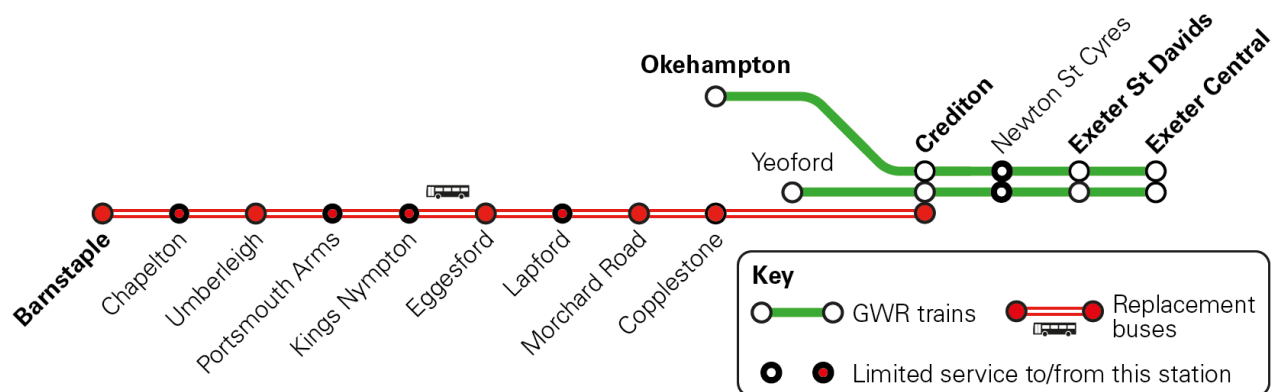 Okehampton
Yeoford
Crediton
Newton St Cyres
Exeter St Davids
Exeter Central
Barnstaple
Chapelton
Umberleigh
Portsmouth Arms
Kings Nympton
Eggesford
Lapford
Morchard Road
Copplestone
Key
GWR trains
Replacement
buses
Limited service to/from this station